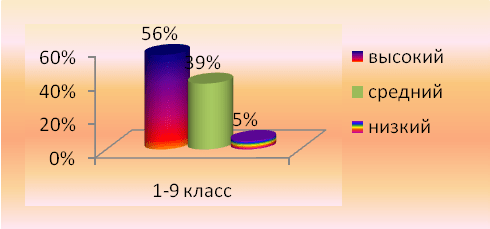 56%
39%
5%
60%
40%
20%
0%
1-9 класс
высокий
средний
низкий